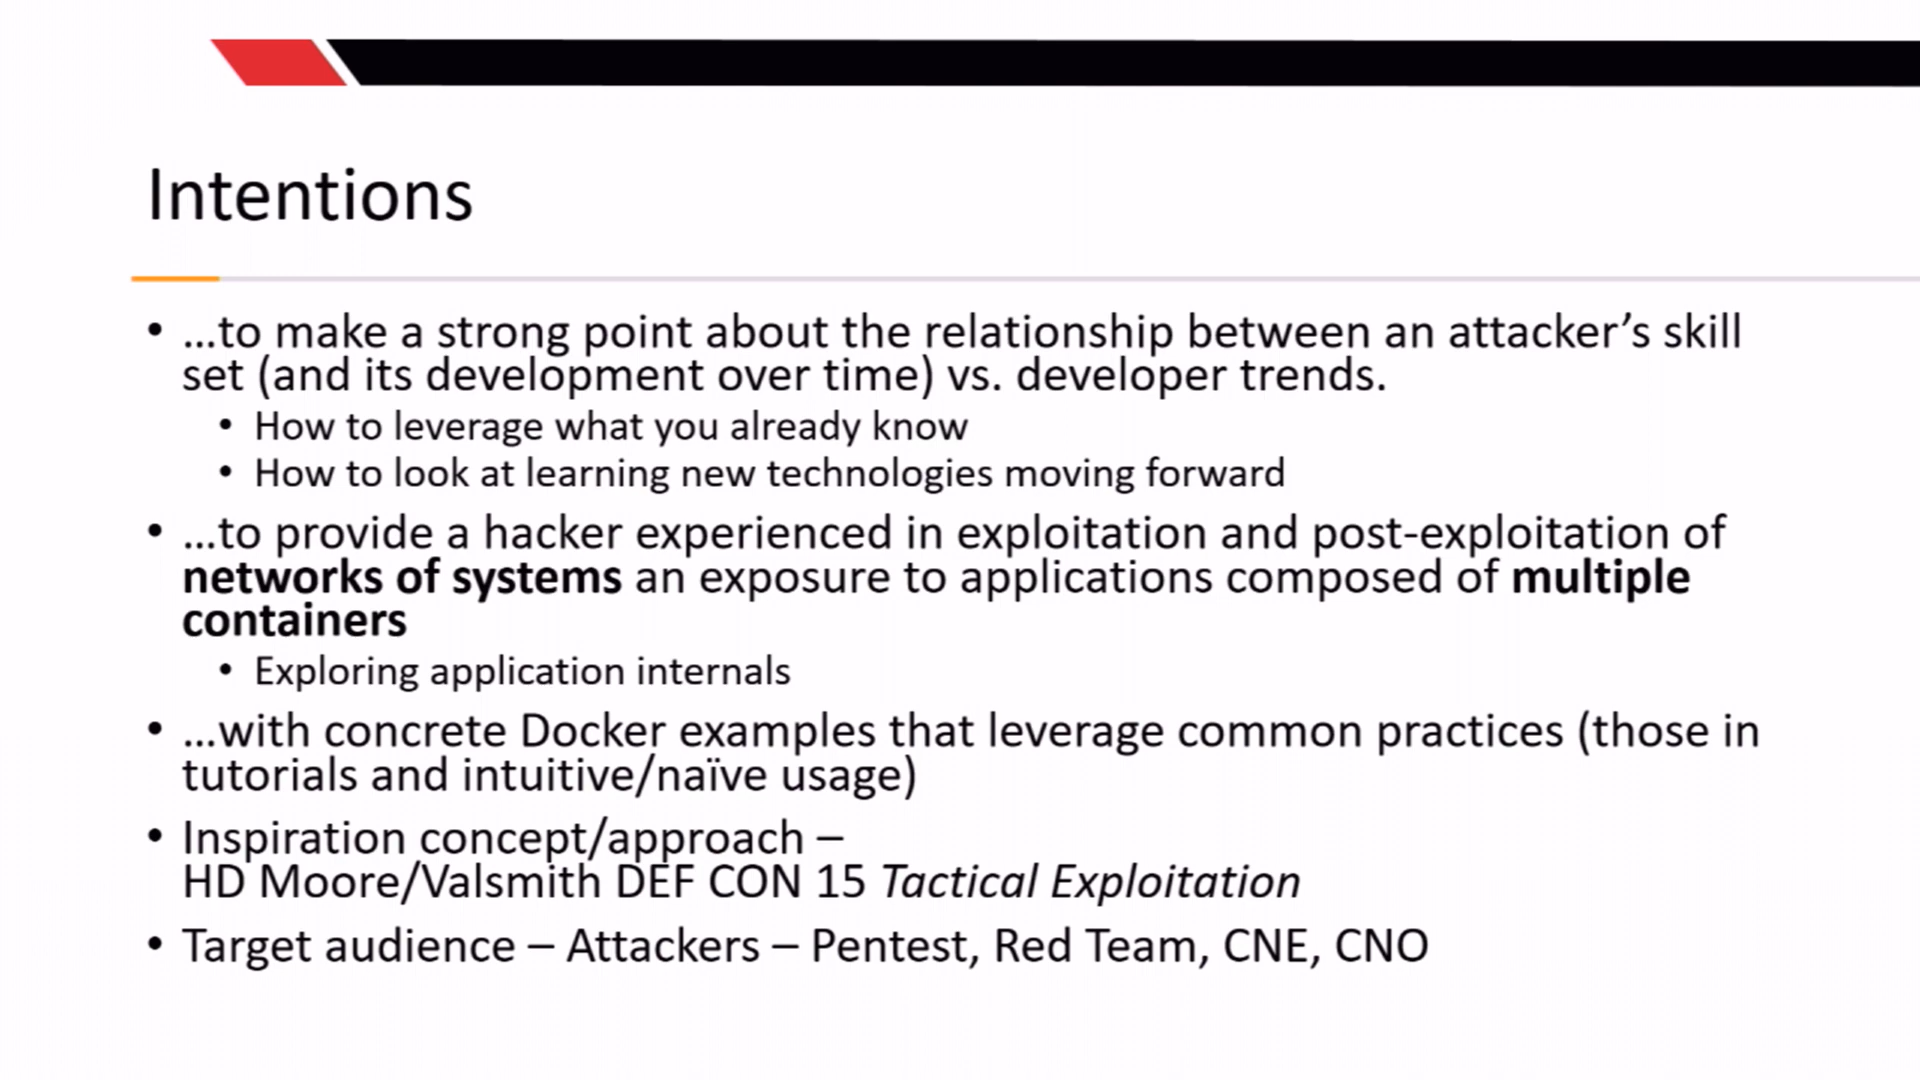 Intentions
• ...to make a strong point about the relationship between an attacker’s skill
set (and its development over time) vs. developer trends.
• How to leverage what you already know
• How to look at learning new technologies moving forward
• ...to provide a hacker experienced in exploitation and post-exploitation of
networks of systems an exposure to applications composed of multiple
containers
• Exploring application internals
• ...with concrete Docker examples that leverage common practices (those in
tutorials and intuitive/naïve usage)
• Inspiration concept/approach –
HD Moore/Valsmith DEF CON 15 Tactical Exploitation
• Target audience – Attackers – Pentest, Red Team, CNE, CNO